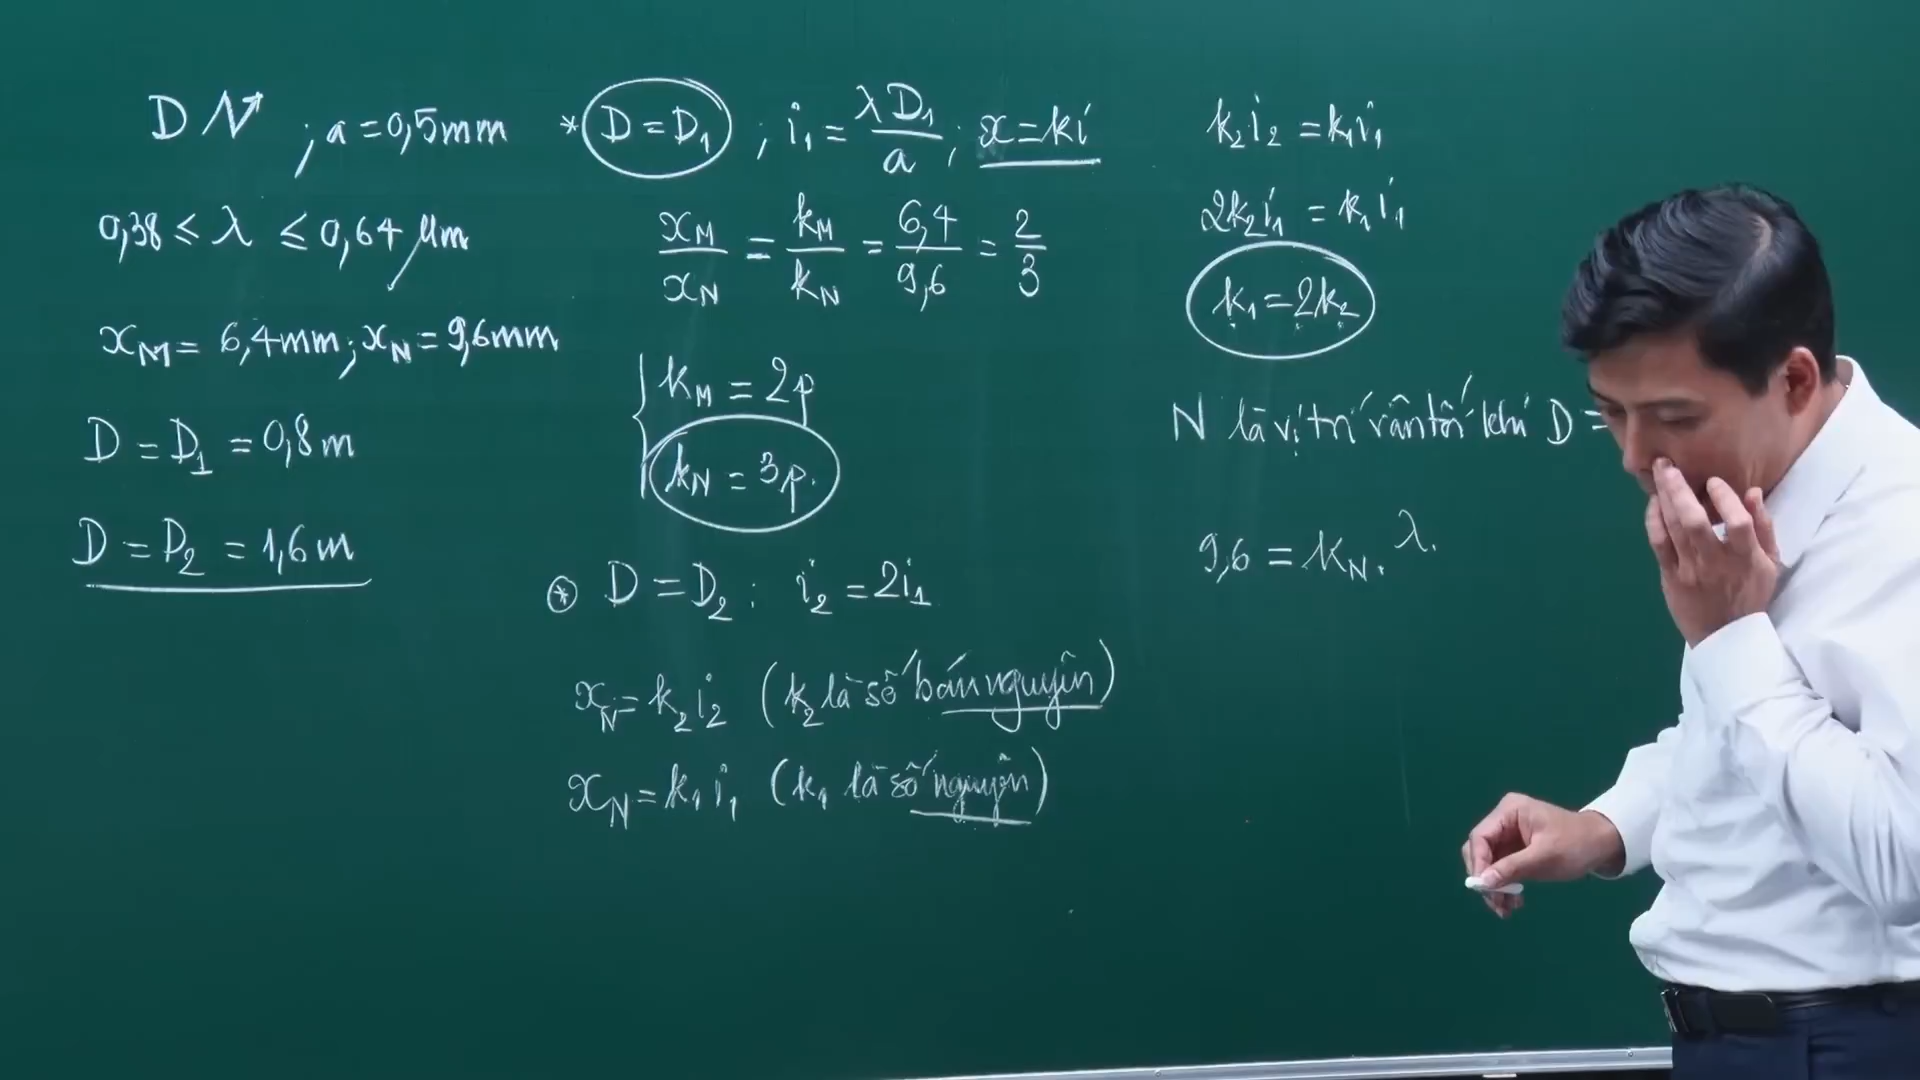 DN ; a = 0,5mm
0,38 ≤ λ ≤ 0,64 μm
x_M = 6,4mm; x_N = 9,6mm
D = D₁ = 0,8m
D = D₂ = 1,6m
* D = D₁ ; i₁ = λD₁/a ; x = ki
x_M/x_N = k_M/k_N = 6,4/9,6 = 2/3
k_M = 2p
k_N = 3p.
⊛ D = D₂ : i₂ = 2i₁
x_N = k₂i₂ (k₂ là số bán nguyên)
x_N = k₁i₁ (k₁ là số nguyên)
k₂i₂ = k₁i₁
2k₂i₁ = k₁i₁
k₁ = 2k₂
N là vị trí vân tối khi D =
9,6 = k_N. λ.